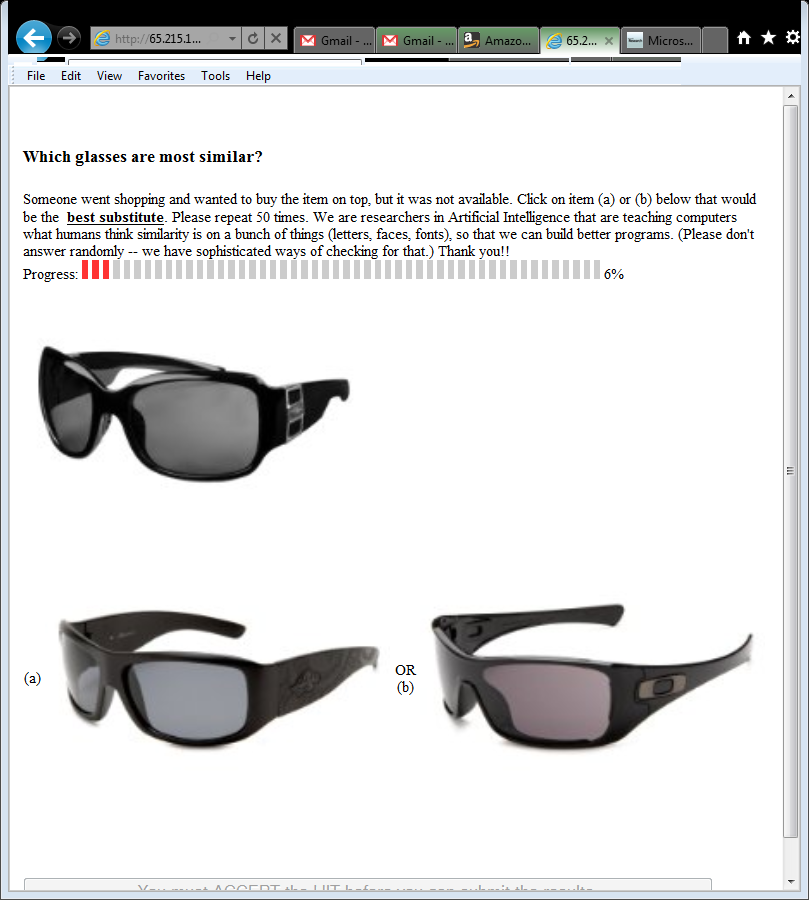 http://65.215.1...
Gmail - ...
Gmail - ...
Amazo...
65.2...
Micros...
File Edit View Favorites Tools Help
Which glasses are most similar?
Someone went shopping and wanted to buy the item on top, but it was not available. Click on item (a) or (b) below that would
be the best substitute. Please repeat 50 times. We are researchers in Artificial Intelligence that are teaching computers
what humans think similarity is on a bunch of things (letters, faces, fonts), so that we can build better programs. (Please don't
answer randomly -- we have sophisticated ways of checking for that.) Thank you!!
Progress: 6%
(a)
OR
(b)
You must ACCEPT the HIT before you can submit the results